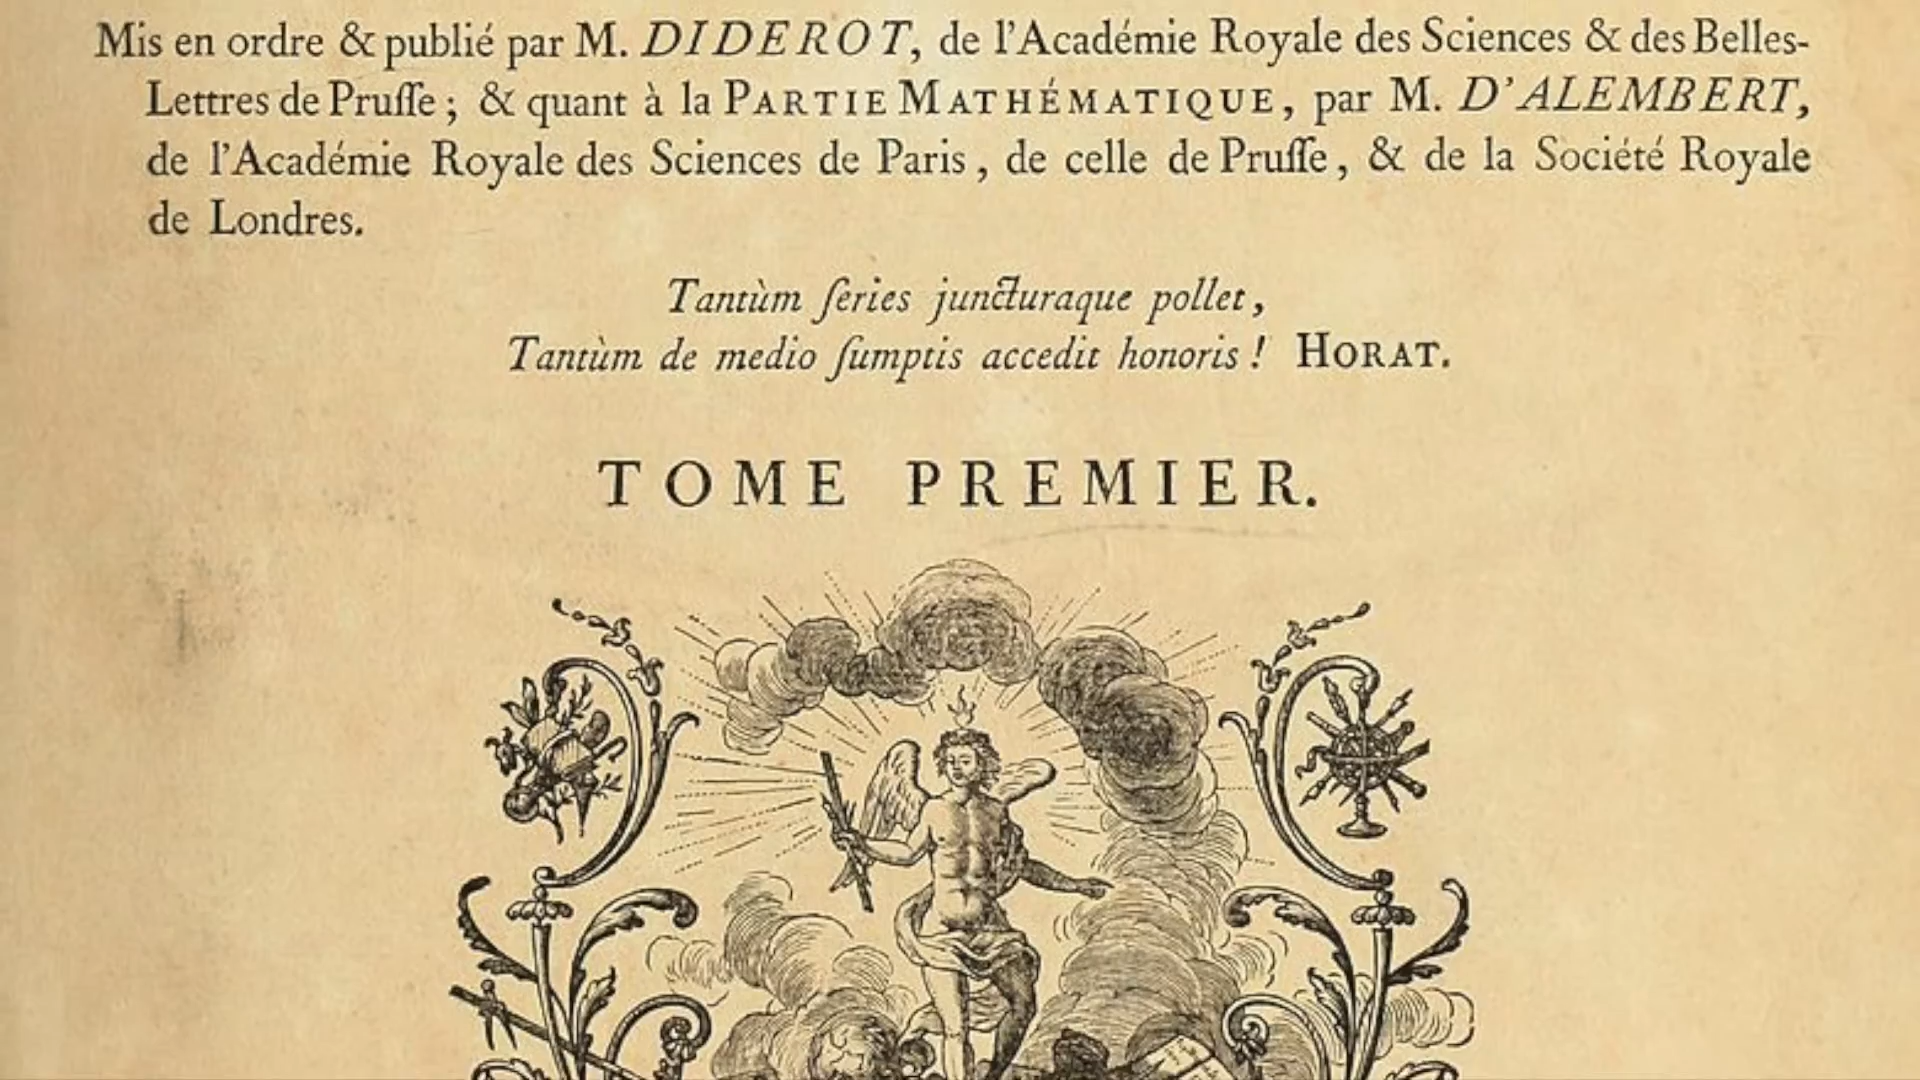 Mis en ordre & publié par M. DIDEROT, de l'Académie Royale des Sciences & des Belles-
Lettres de Pruſſe ; & quant à la PARTIE MATHÉMATIQUE, par M. D'ALEMBERT,
de l'Académie Royale des Sciences de Paris, de celle de Pruſſe, & de la Société Royale
de Londres.
Tantùm ſeries juncturaque pollet,
Tantùm de medio ſumptis accedit honoris ! HORAT.
TOME PREMIER.